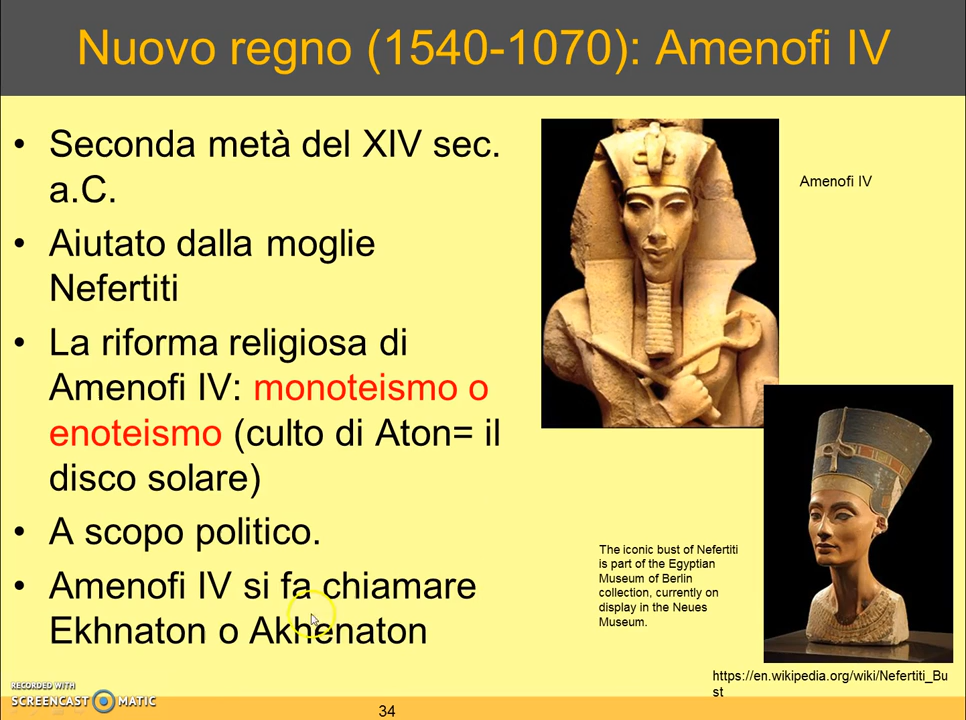 Nuovo regno (1540-1070): Amenofi IV
• Seconda metà del XIV sec.
a.C.
• Aiutato dalla moglie
Nefertiti
• La riforma religiosa di
Amenofi IV: monoteismo o
enoteismo (culto di Aton= il
disco solare)
• A scopo politico.
• Amenofi IV si fa chiamare
Ekhnaton o Akhenaton
Amenofi IV
The iconic bust of Nefertiti
is part of the Egyptian
Museum of Berlin
collection, currently on
display in the Neues
Museum.
https://en.wikipedia.org/wiki/Nefertiti_Bu
st
RECORDED WITH
SCREENCAST MATIC
34